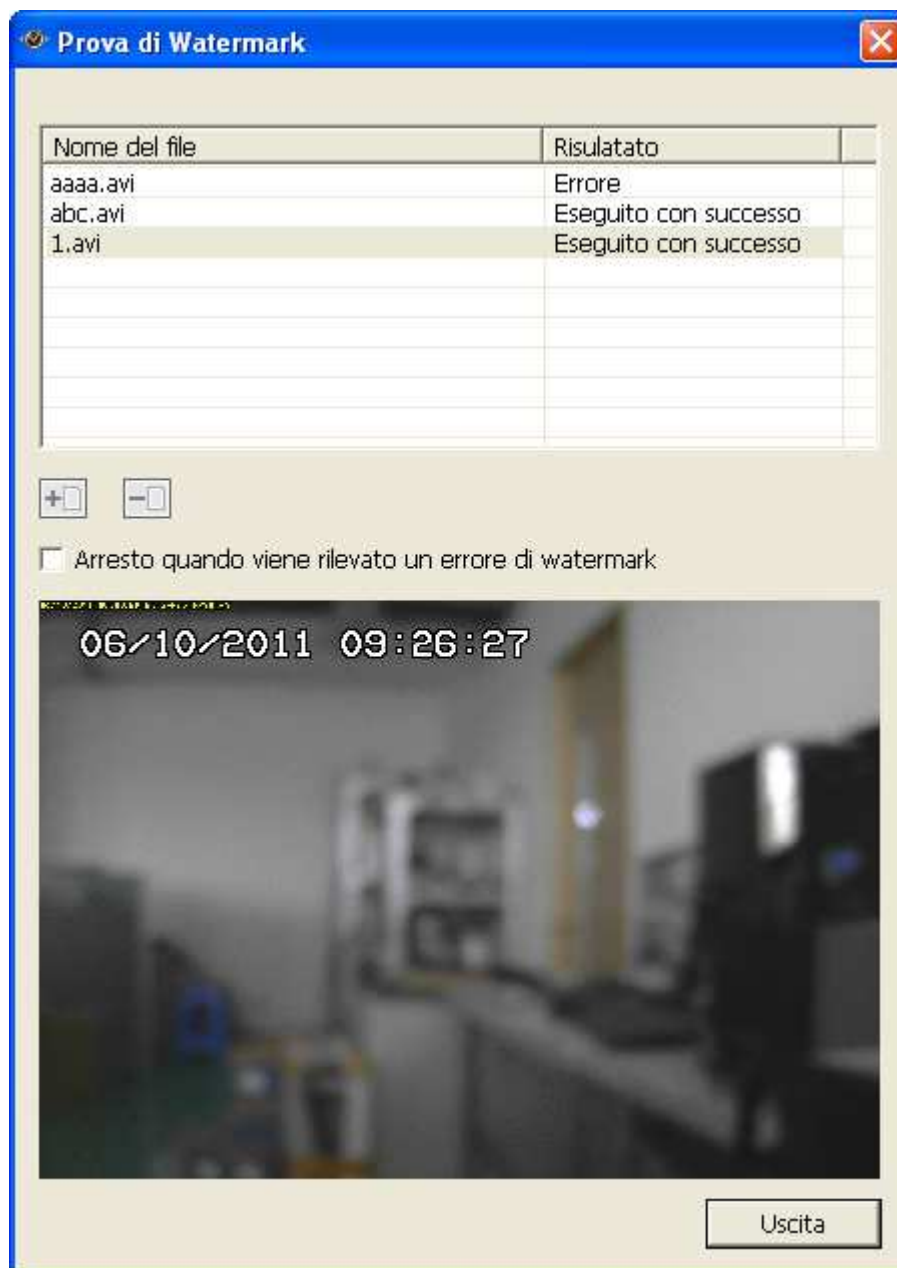 Prova di Watermark
Nome del file Risulatato
aaaa.avi Errore
abc.avi Eseguito con successo
1.avi Eseguito con successo
Arresto quando viene rilevato un errore di watermark
06/10/2011 09:26:27
Uscita